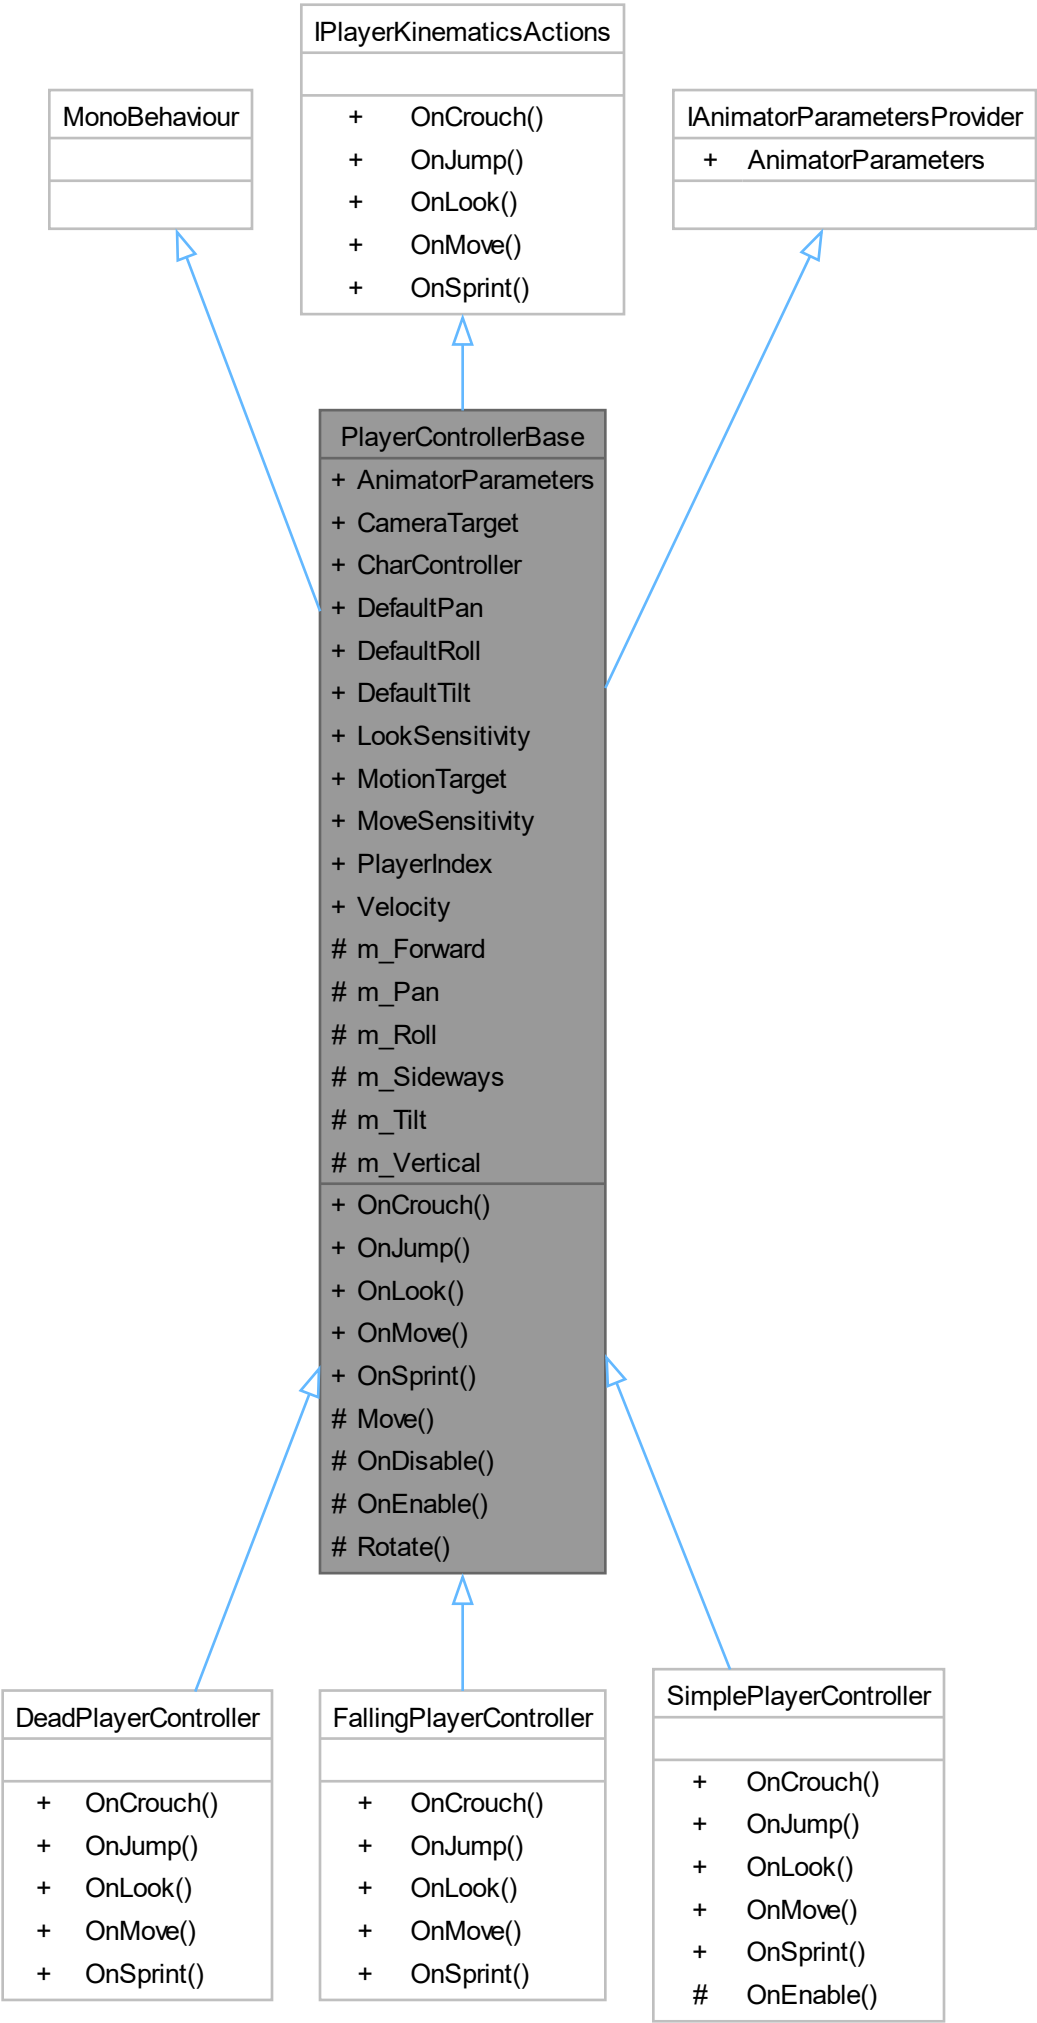 IPlayerKinematicsActions
+ OnCrouch()
+ OnJump()
+ OnLook()
+ OnMove()
+ OnSprint()
MonoBehaviour
IAnimatorParametersProvider
+ AnimatorParameters
PlayerControllerBase
+ AnimatorParameters
+ CameraTarget
+ CharController
+ DefaultPan
+ DefaultRoll
+ DefaultTilt
+ LookSensitivity
+ MotionTarget
+ MoveSensitivity
+ PlayerIndex
+ Velocity
# m_Forward
# m_Pan
# m_Roll
# m_Sideways
# m_Tilt
# m_Vertical
+ OnCrouch()
+ OnJump()
+ OnLook()
+ OnMove()
+ OnSprint()
# Move()
# OnDisable()
# OnEnable()
# Rotate()
DeadPlayerController
+ OnCrouch()
+ OnJump()
+ OnLook()
+ OnMove()
+ OnSprint()
FallingPlayerController
+ OnCrouch()
+ OnJump()
+ OnLook()
+ OnMove()
+ OnSprint()
SimplePlayerController
+ OnCrouch()
+ OnJump()
+ OnLook()
+ OnMove()
+ OnSprint()
# OnEnable()